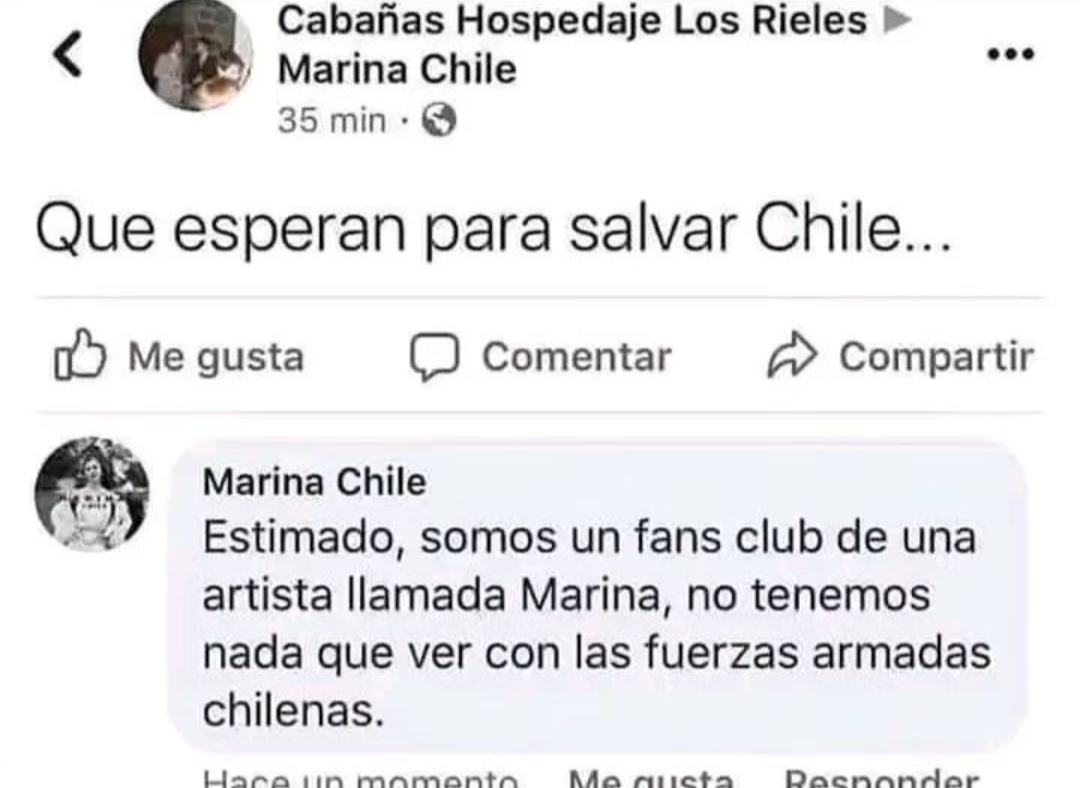 Cabañas Hospedaje Los Rieles ▶
Marina Chile
35 min ·
Que esperan para salvar Chile...
Me gusta
Comentar
Compartir
Marina Chile
Estimado, somos un fans club de una
artista llamada Marina, no tenemos
nada que ver con las fuerzas armadas
chilenas.
Hace un momento Me gusta Responder